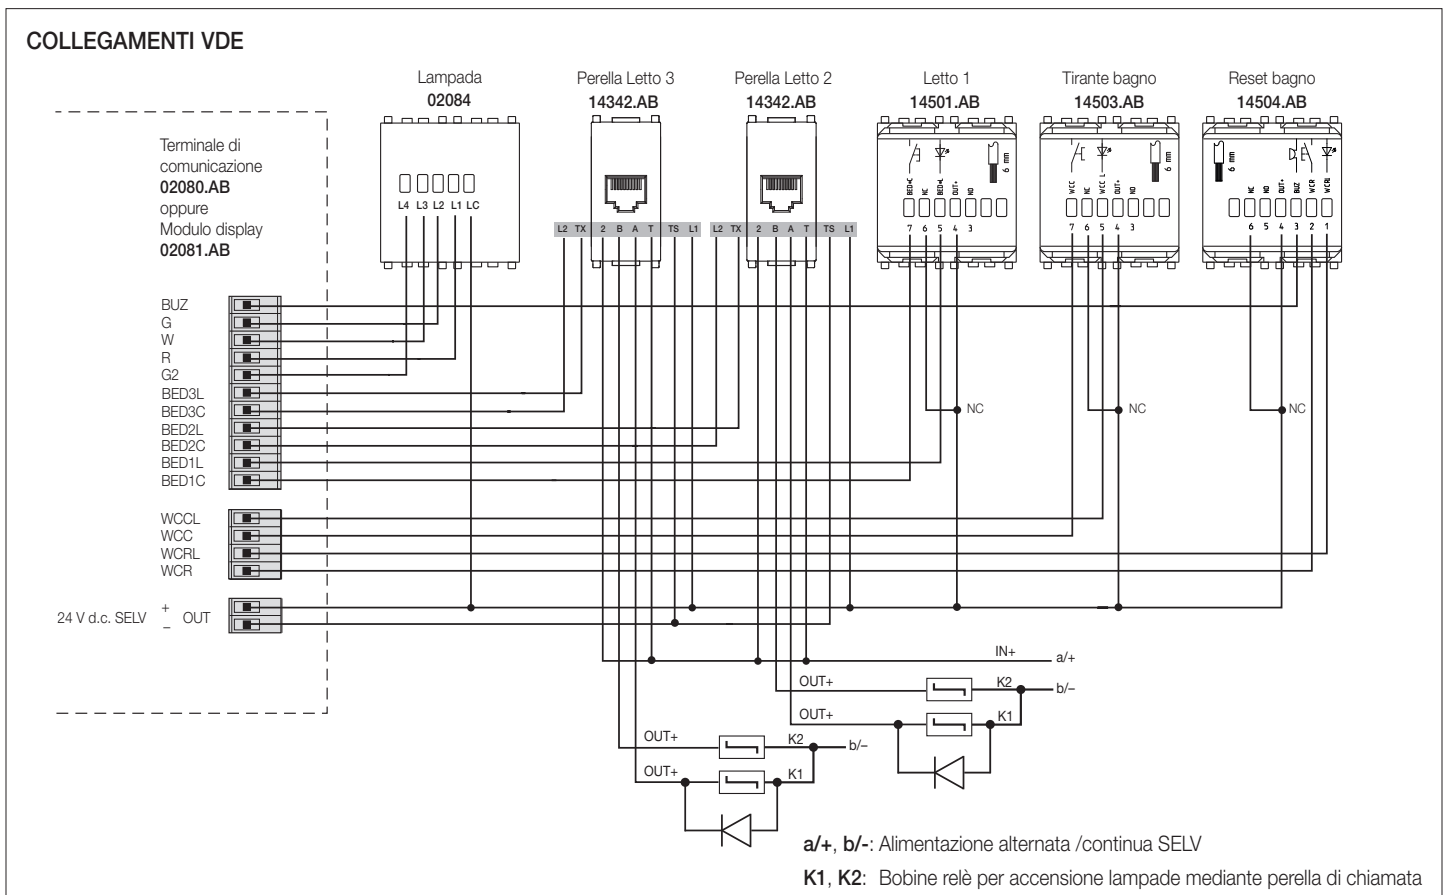 COLLEGAMENTI VDE
Lampada
02084
Perella Letto 3
14342.AB
Perella Letto 2
14342.AB
Letto 1
14501.AB
Tirante bagno
14503.AB
Reset bagno
14504.AB
Terminale di
comunicazione
02080.AB
oppure
Modulo display
02081.AB
L4 L3 L2 L1 LC
L2 TX 2 B A T TS L1
L2 TX 2 B A T TS L1
BED×C NC BED×L OUT+ NO
6 mm
7 6 5 4 3
WCC NC WCC L OUT+ NO
6 mm
7 6 5 4 3
6 mm
NC NO OUT+ BUZ WCR WCRL
6 5 4 3 2 1
BUZ
G
W
R
G2
BED3L
BED3C
BED2L
BED2C
BED1L
BED1C
NC
NC
NC
WCCL
WCC
WCRL
WCR
24 V d.c. SELV + − OUT
IN+ a/+
OUT+ K2 b/−
OUT+ K1
OUT+ K2 b/−
OUT+ K1
a/+, b/-: Alimentazione alternata /continua SELV
K1, K2: Bobine relè per accensione lampade mediante perella di chiamata